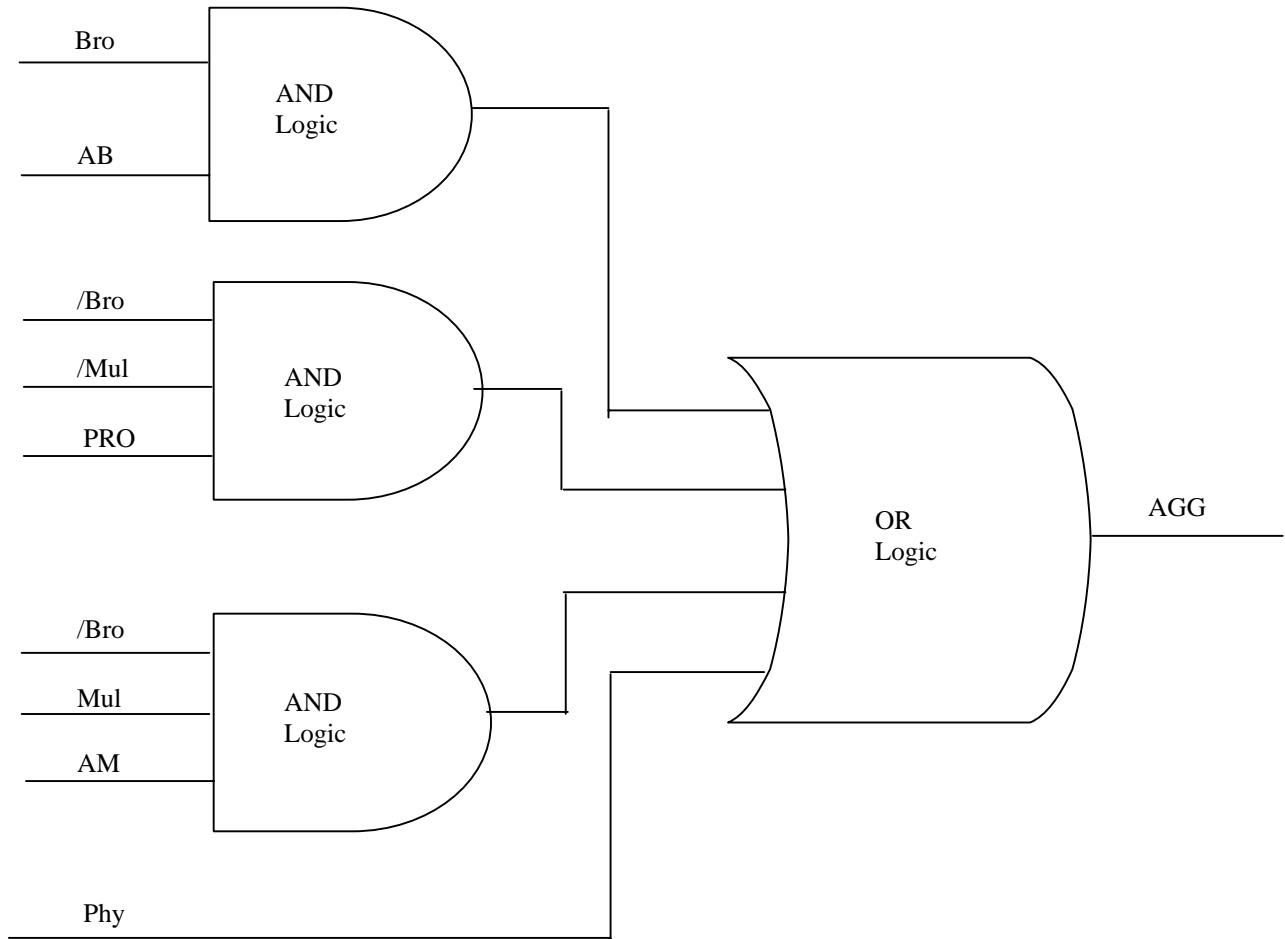 Bro
AND
Logic
AB
/Bro
/Mul
AND
Logic
PRO
OR
Logic
AGG
/Bro
Mul
AND
Logic
AM
Phy